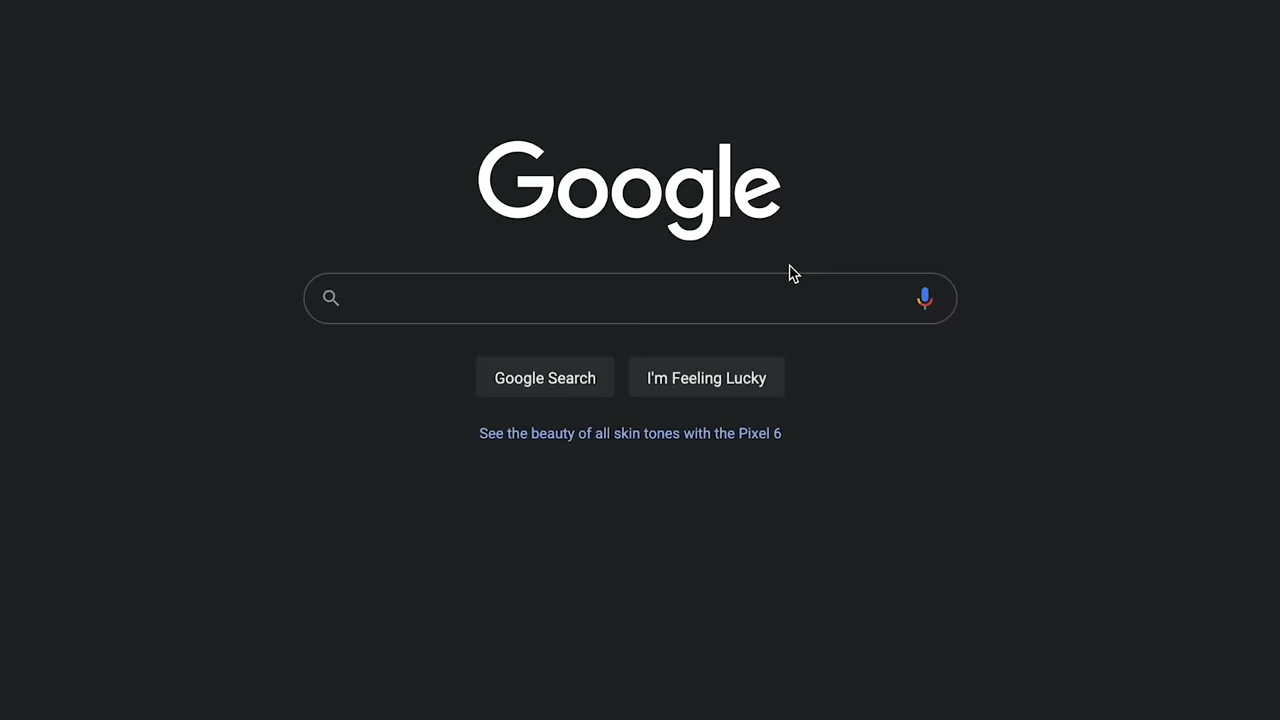 Google
Google Search
I'm Feeling Lucky
See the beauty of all skin tones with the Pixel 6